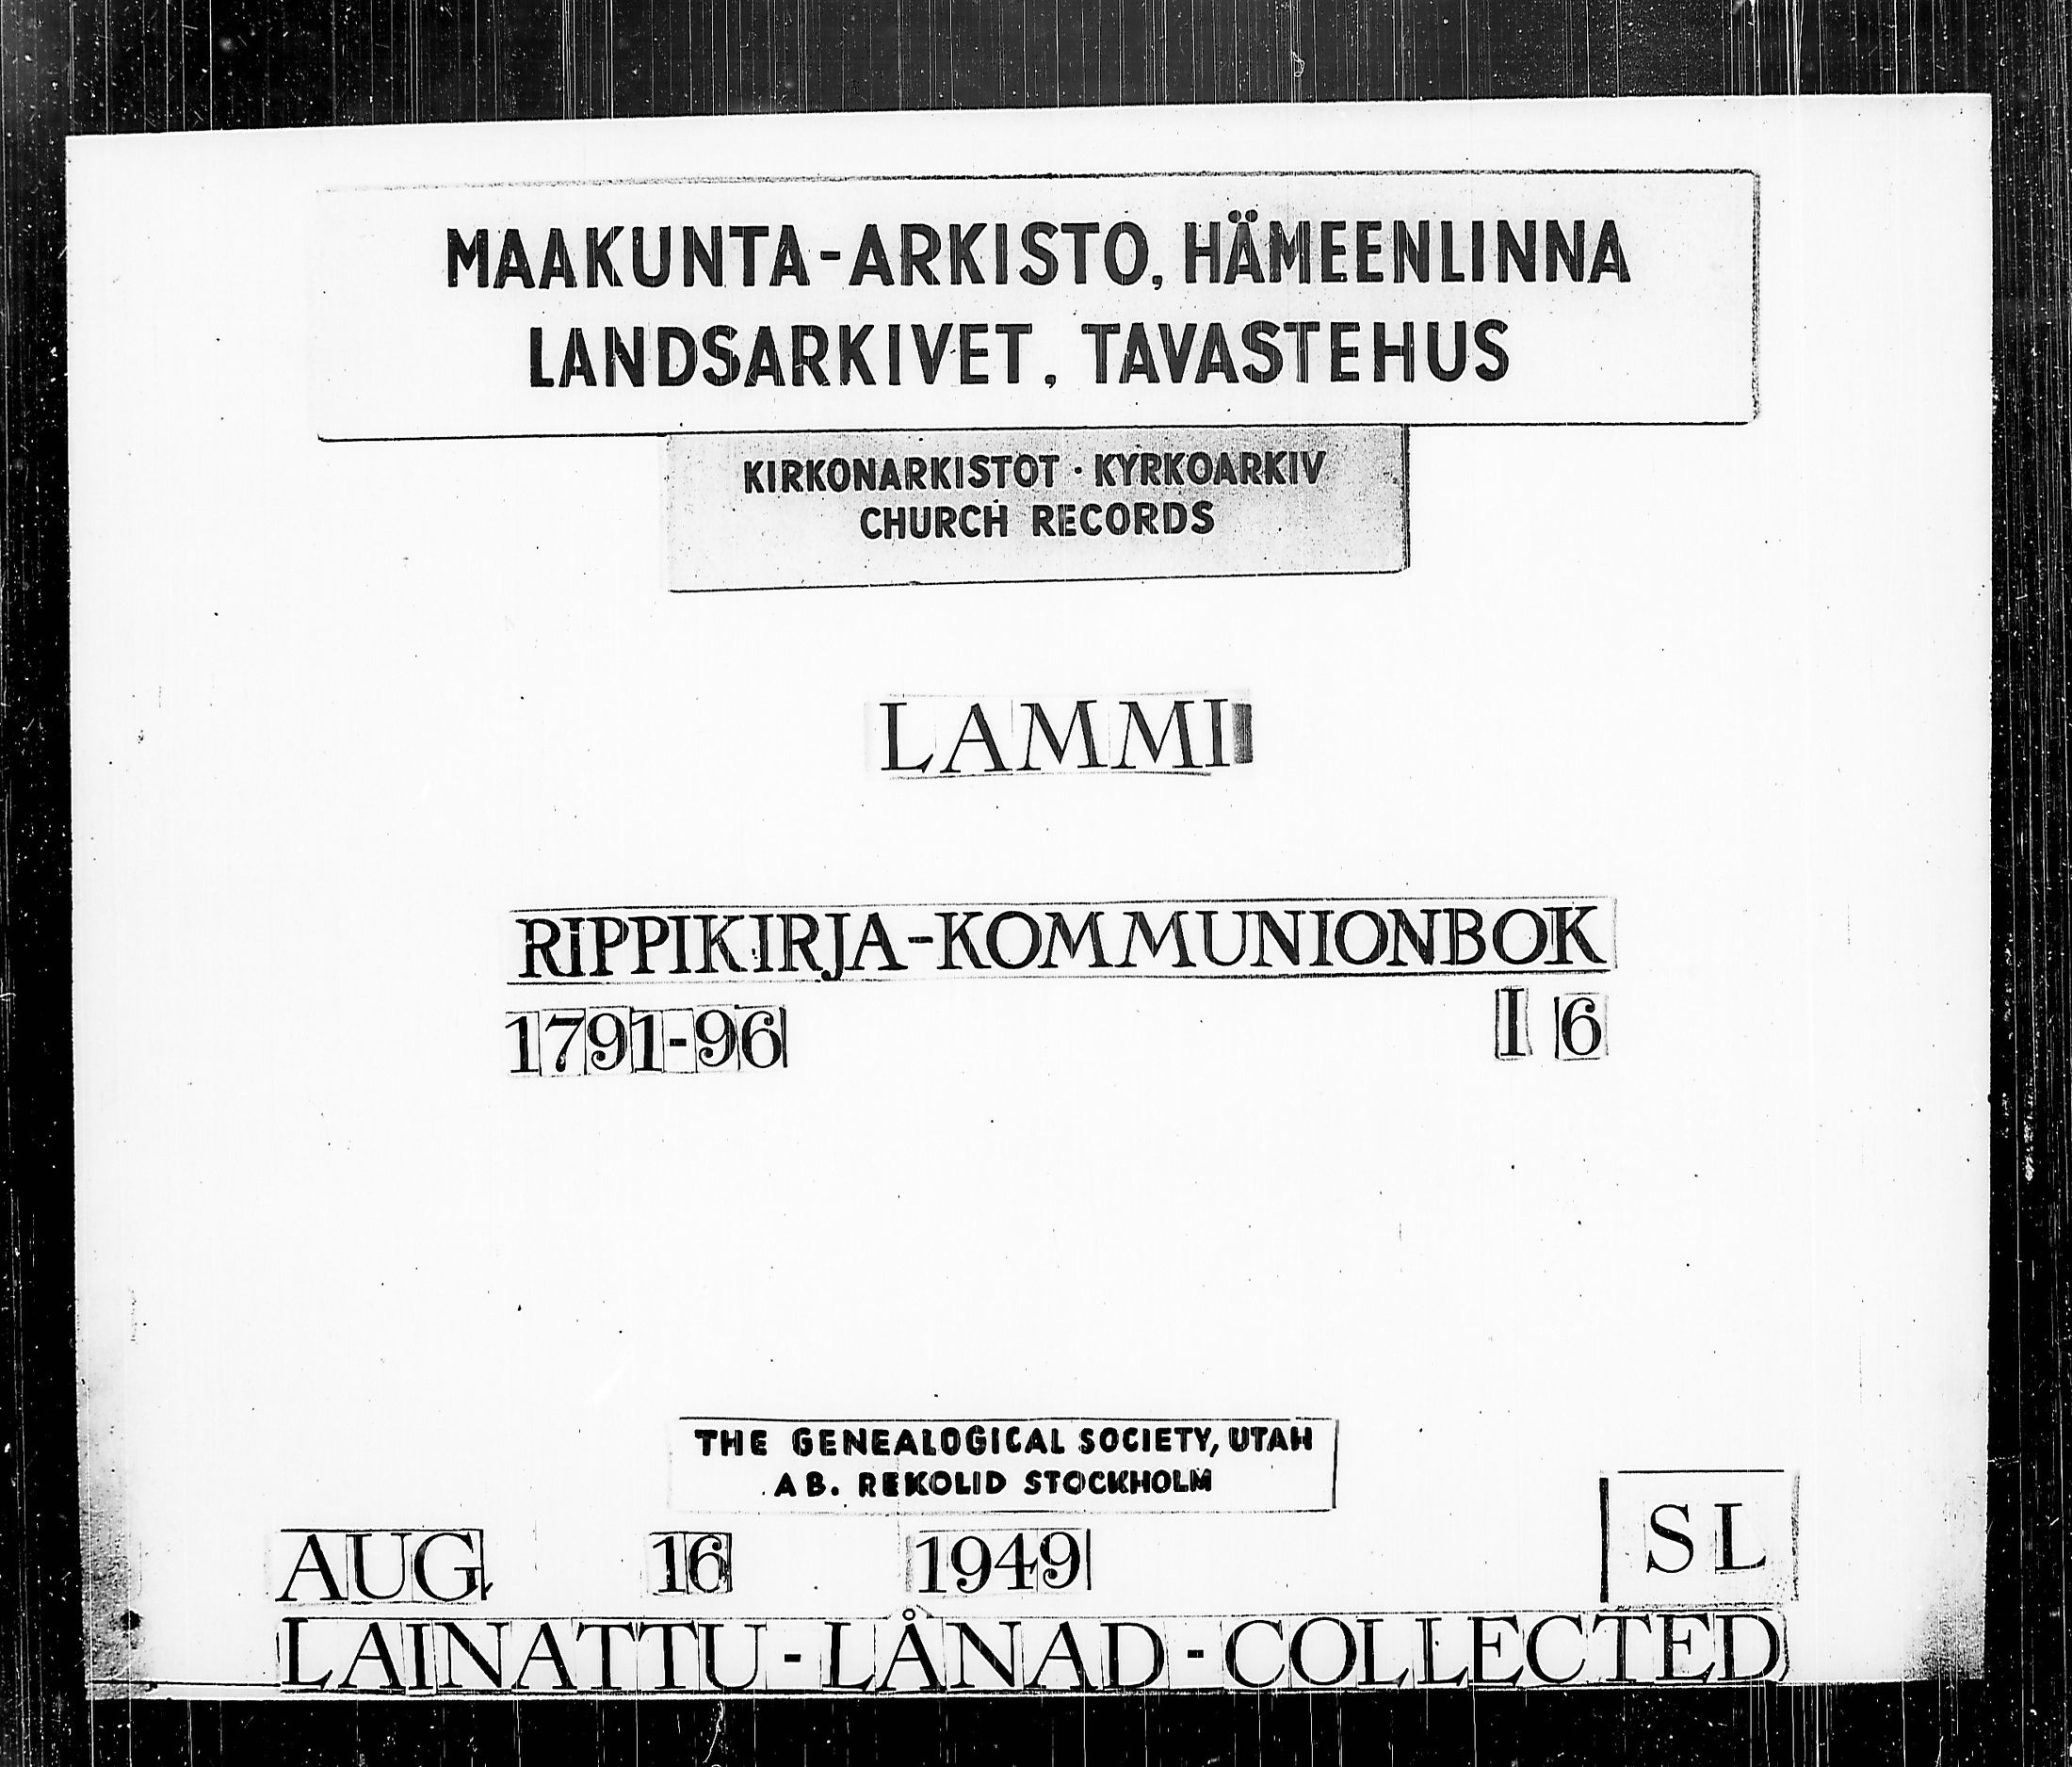 MAAKUNTA-ARKISTO, HÄMEENLINNA
LANDSARKIVET, TAVASTEHUS
KIRKONARKISTOT · KYRKOARKIV
CHURCH RECORDS
LAMMI
RIPPIKIRJA-KOMMUNIONBOK
1791-96 I 6
THE GENEALOGICAL SOCIETY, UTAH
AB. REKOLID STOCKHOLM
SL
AUG. 16 1949
LAINATTU-LÅNAD-COLLECTED